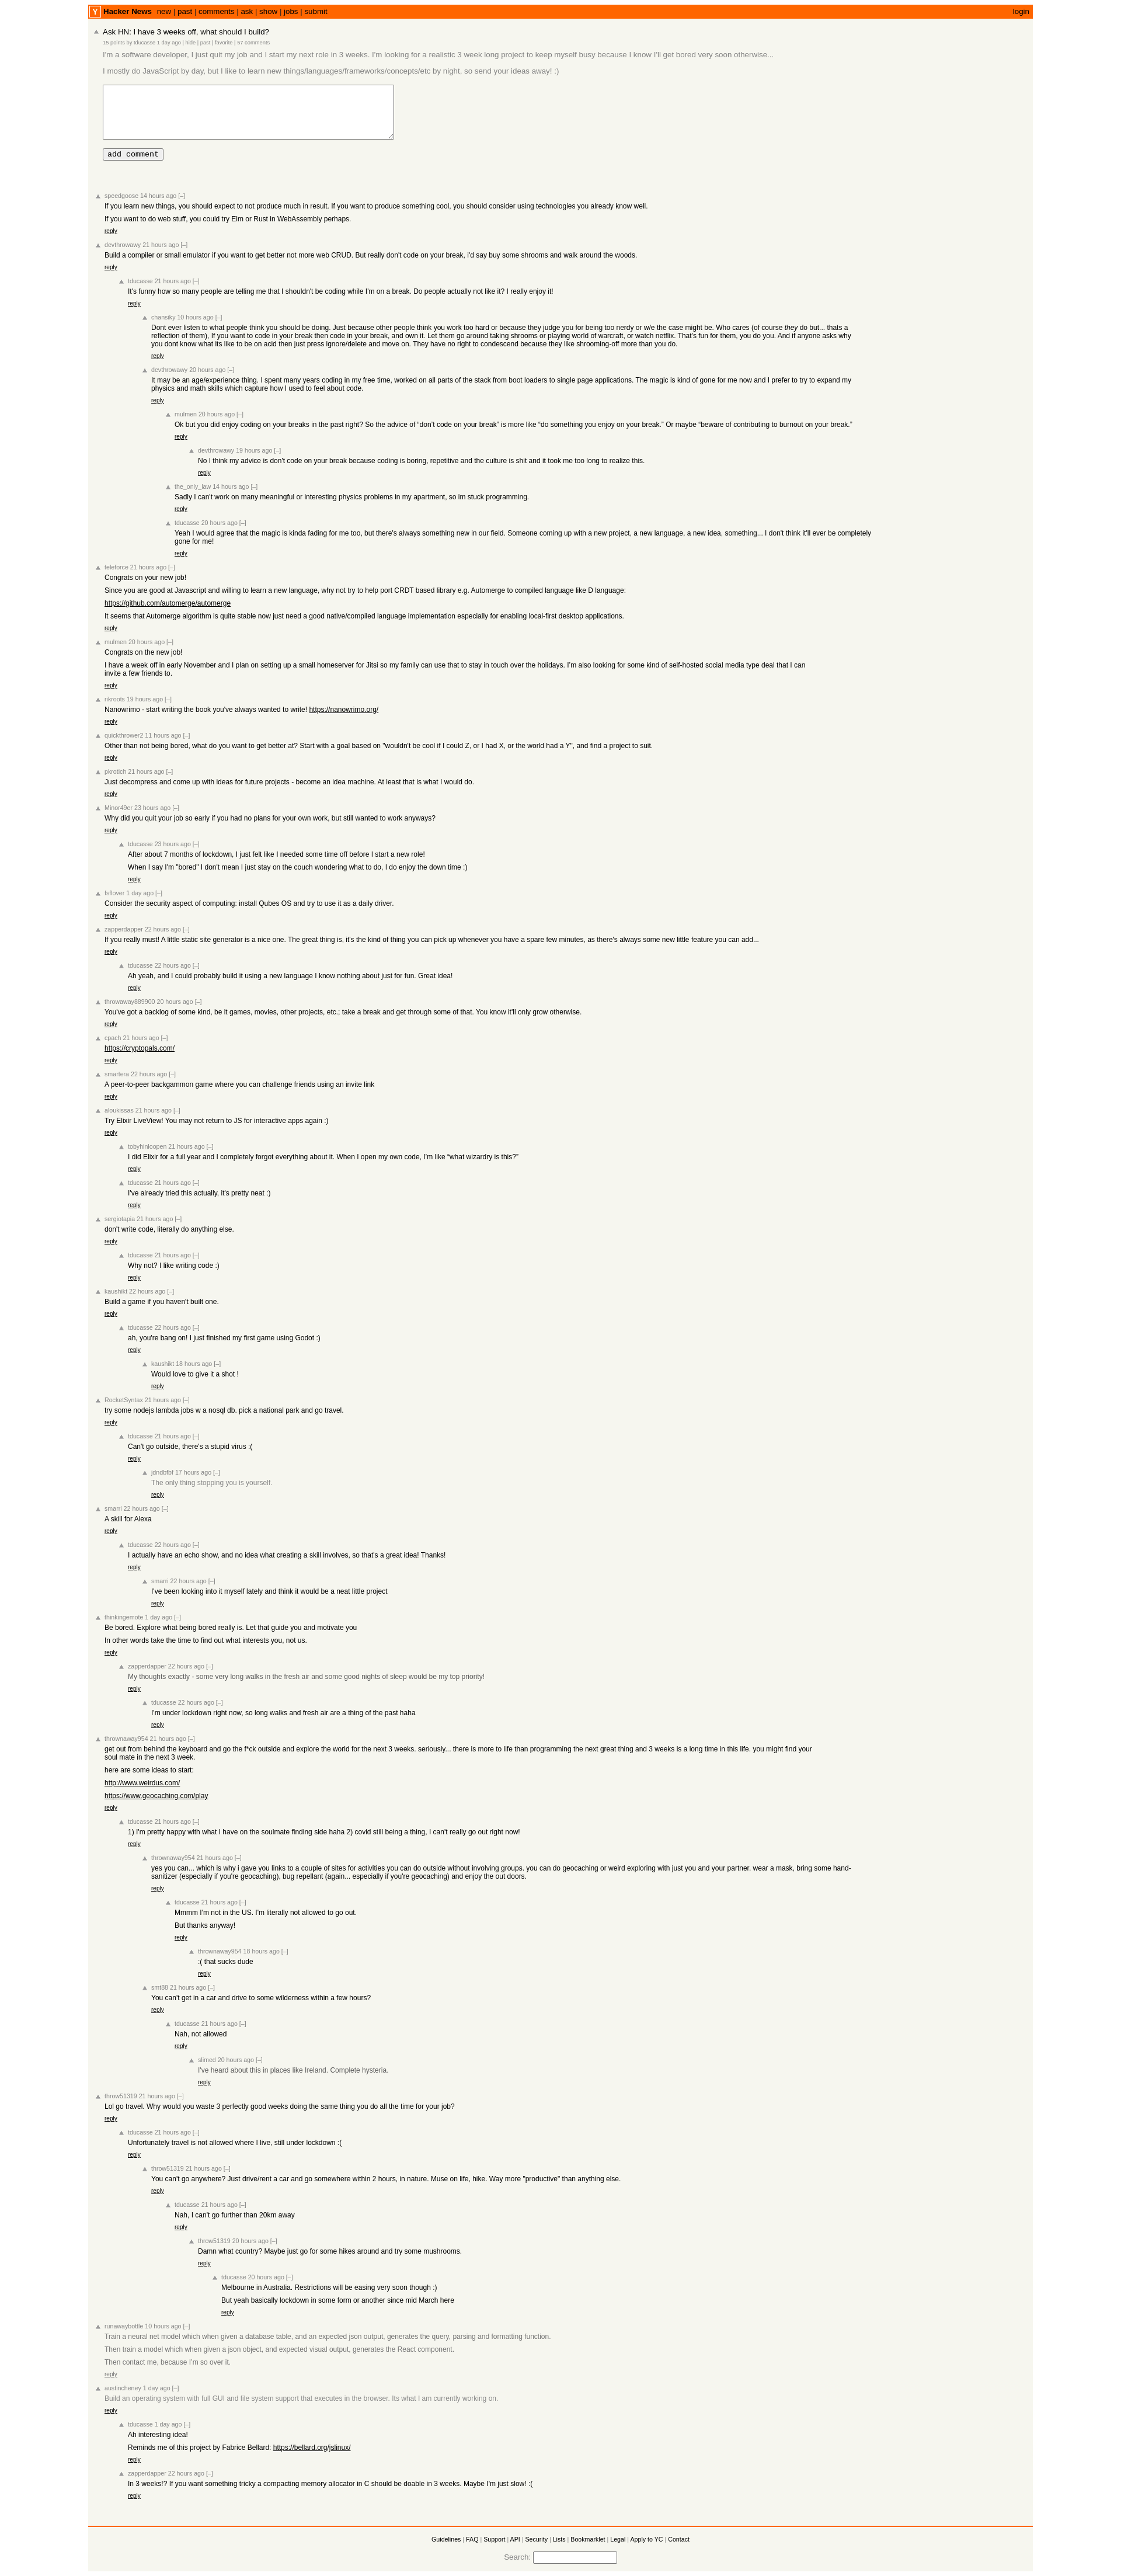 Y Hacker News new | past | comments | ask | show | jobs | submit login
Ask HN: I have 3 weeks off, what should I build?
15 points by tducasse 1 day ago | hide | past | favorite | 57 comments
I'm a software developer, I just quit my job and I start my next role in 3 weeks. I'm looking for a realistic 3 week long project to keep myself busy because I know I'll get bored very soon otherwise...
I mostly do JavaScript by day, but I like to learn new things/languages/frameworks/concepts/etc by night, so send your ideas away! :)
add comment
speedgoose 14 hours ago [–]
If you learn new things, you should expect to not produce much in result. If you want to produce something cool, you should consider using technologies you already know well.
If you want to do web stuff, you could try Elm or Rust in WebAssembly perhaps.
reply
devthrowawy 21 hours ago [–]
Build a compiler or small emulator if you want to get better not more web CRUD. But really don't code on your break, i'd say buy some shrooms and walk around the woods.
reply
tducasse 21 hours ago [–]
It's funny how so many people are telling me that I shouldn't be coding while I'm on a break. Do people actually not like it? I really enjoy it!
reply
chansiky 10 hours ago [–]
Dont ever listen to what people think you should be doing. Just because other people think you work too hard or because they judge you for being too nerdy or w/e the case might be. Who cares (of course they do but... thats a
reflection of them), If you want to code in your break then code in your break, and own it. Let them go around taking shrooms or playing world of warcraft, or watch netflix. That's fun for them, you do you. And if anyone asks why
you dont know what its like to be on acid then just press ignore/delete and move on. They have no right to condescend because they like shrooming-off more than you do.
reply
devthrowawy 20 hours ago [–]
It may be an age/experience thing. I spent many years coding in my free time, worked on all parts of the stack from boot loaders to single page applications. The magic is kind of gone for me now and I prefer to try to expand my
physics and math skills which capture how I used to feel about code.
reply
mulmen 20 hours ago [–]
Ok but you did enjoy coding on your breaks in the past right? So the advice of “don’t code on your break” is more like “do something you enjoy on your break.” Or maybe “beware of contributing to burnout on your break.”
reply
devthrowawy 19 hours ago [–]
No I think my advice is don't code on your break because coding is boring, repetitive and the culture is shit and it took me too long to realize this.
reply
the_only_law 14 hours ago [–]
Sadly I can't work on many meaningful or interesting physics problems in my apartment, so im stuck programming.
reply
tducasse 20 hours ago [–]
Yeah I would agree that the magic is kinda fading for me too, but there's always something new in our field. Someone coming up with a new project, a new language, a new idea, something... I don't think it'll ever be completely
gone for me!
reply
teleforce 21 hours ago [–]
Congrats on your new job!
Since you are good at Javascript and willing to learn a new language, why not try to help port CRDT based library e.g. Automerge to compiled language like D language:
https://github.com/automerge/automerge
It seems that Automerge algorithm is quite stable now just need a good native/compiled language implementation especially for enabling local-first desktop applications.
reply
mulmen 20 hours ago [–]
Congrats on the new job!
I have a week off in early November and I plan on setting up a small homeserver for Jitsi so my family can use that to stay in touch over the holidays. I’m also looking for some kind of self-hosted social media type deal that I can
invite a few friends to.
reply
rikroots 19 hours ago [–]
Nanowrimo - start writing the book you've always wanted to write! https://nanowrimo.org/
reply
quickthrower2 11 hours ago [–]
Other than not being bored, what do you want to get better at? Start with a goal based on "wouldn't be cool if I could Z, or I had X, or the world had a Y", and find a project to suit.
reply
pkrotich 21 hours ago [–]
Just decompress and come up with ideas for future projects - become an idea machine. At least that is what I would do.
reply
Minor49er 23 hours ago [–]
Why did you quit your job so early if you had no plans for your own work, but still wanted to work anyways?
reply
tducasse 23 hours ago [–]
After about 7 months of lockdown, I just felt like I needed some time off before I start a new role!
When I say I'm "bored" I don't mean I just stay on the couch wondering what to do, I do enjoy the down time :)
reply
fsflover 1 day ago [–]
Consider the security aspect of computing: install Qubes OS and try to use it as a daily driver.
reply
zapperdapper 22 hours ago [–]
If you really must! A little static site generator is a nice one. The great thing is, it's the kind of thing you can pick up whenever you have a spare few minutes, as there's always some new little feature you can add...
reply
tducasse 22 hours ago [–]
Ah yeah, and I could probably build it using a new language I know nothing about just for fun. Great idea!
reply
throwaway889900 20 hours ago [–]
You've got a backlog of some kind, be it games, movies, other projects, etc.; take a break and get through some of that. You know it'll only grow otherwise.
reply
cpach 21 hours ago [–]
https://cryptopals.com/
reply
smartera 22 hours ago [–]
A peer-to-peer backgammon game where you can challenge friends using an invite link
reply
aloukissas 21 hours ago [–]
Try Elixir LiveView! You may not return to JS for interactive apps again :)
reply
tobyhinloopen 21 hours ago [–]
I did Elixir for a full year and I completely forgot everything about it. When I open my own code, I’m like “what wizardry is this?”
reply
tducasse 21 hours ago [–]
I've already tried this actually, it's pretty neat :)
reply
sergiotapia 21 hours ago [–]
don't write code, literally do anything else.
reply
tducasse 21 hours ago [–]
Why not? I like writing code :)
reply
kaushikt 22 hours ago [–]
Build a game if you haven't built one.
reply
tducasse 22 hours ago [–]
ah, you're bang on! I just finished my first game using Godot :)
reply
kaushikt 18 hours ago [–]
Would love to give it a shot !
reply
RocketSyntax 21 hours ago [–]
try some nodejs lambda jobs w a nosql db. pick a national park and go travel.
reply
tducasse 21 hours ago [–]
Can't go outside, there's a stupid virus :(
reply
jdndbfbf 17 hours ago [–]
The only thing stopping you is yourself.
reply
smarri 22 hours ago [–]
A skill for Alexa
reply
tducasse 22 hours ago [–]
I actually have an echo show, and no idea what creating a skill involves, so that's a great idea! Thanks!
reply
smarri 22 hours ago [–]
I've been looking into it myself lately and think it would be a neat little project
reply
thinkingemote 1 day ago [–]
Be bored. Explore what being bored really is. Let that guide you and motivate you
In other words take the time to find out what interests you, not us.
reply
zapperdapper 22 hours ago [–]
My thoughts exactly - some very long walks in the fresh air and some good nights of sleep would be my top priority!
reply
tducasse 22 hours ago [–]
I'm under lockdown right now, so long walks and fresh air are a thing of the past haha
reply
thrownaway954 21 hours ago [–]
get out from behind the keyboard and go the f*ck outside and explore the world for the next 3 weeks. seriously... there is more to life than programming the next great thing and 3 weeks is a long time in this life. you might find your
soul mate in the next 3 week.
here are some ideas to start:
http://www.weirdus.com/
https://www.geocaching.com/play
reply
tducasse 21 hours ago [–]
1) I'm pretty happy with what I have on the soulmate finding side haha 2) covid still being a thing, I can't really go out right now!
reply
thrownaway954 21 hours ago [–]
yes you can... which is why i gave you links to a couple of sites for activities you can do outside without involving groups. you can do geocaching or weird exploring with just you and your partner. wear a mask, bring some hand-
sanitizer (especially if you're geocaching), bug repellant (again... especially if you're geocaching) and enjoy the out doors.
reply
tducasse 21 hours ago [–]
Mmmm I'm not in the US. I'm literally not allowed to go out.
But thanks anyway!
reply
thrownaway954 18 hours ago [–]
:( that sucks dude
reply
smt88 21 hours ago [–]
You can't get in a car and drive to some wilderness within a few hours?
reply
tducasse 21 hours ago [–]
Nah, not allowed
reply
slimed 20 hours ago [–]
I've heard about this in places like Ireland. Complete hysteria.
reply
throw51319 21 hours ago [–]
Lol go travel. Why would you waste 3 perfectly good weeks doing the same thing you do all the time for your job?
reply
tducasse 21 hours ago [–]
Unfortunately travel is not allowed where I live, still under lockdown :(
reply
throw51319 21 hours ago [–]
You can't go anywhere? Just drive/rent a car and go somewhere within 2 hours, in nature. Muse on life, hike. Way more "productive" than anything else.
reply
tducasse 21 hours ago [–]
Nah, I can't go further than 20km away
reply
throw51319 20 hours ago [–]
Damn what country? Maybe just go for some hikes around and try some mushrooms.
reply
tducasse 20 hours ago [–]
Melbourne in Australia. Restrictions will be easing very soon though :)
But yeah basically lockdown in some form or another since mid March here
reply
runawaybottle 10 hours ago [–]
Train a neural net model which when given a database table, and an expected json output, generates the query, parsing and formatting function.
Then train a model which when given a json object, and expected visual output, generates the React component.
Then contact me, because I’m so over it.
reply
austincheney 1 day ago [–]
Build an operating system with full GUI and file system support that executes in the browser. Its what I am currently working on.
reply
tducasse 1 day ago [–]
Ah interesting idea!
Reminds me of this project by Fabrice Bellard: https://bellard.org/jslinux/
reply
zapperdapper 22 hours ago [–]
In 3 weeks!? If you want something tricky a compacting memory allocator in C should be doable in 3 weeks. Maybe I'm just slow! :(
reply
Guidelines | FAQ | Support | API | Security | Lists | Bookmarklet | Legal | Apply to YC | Contact
Search: